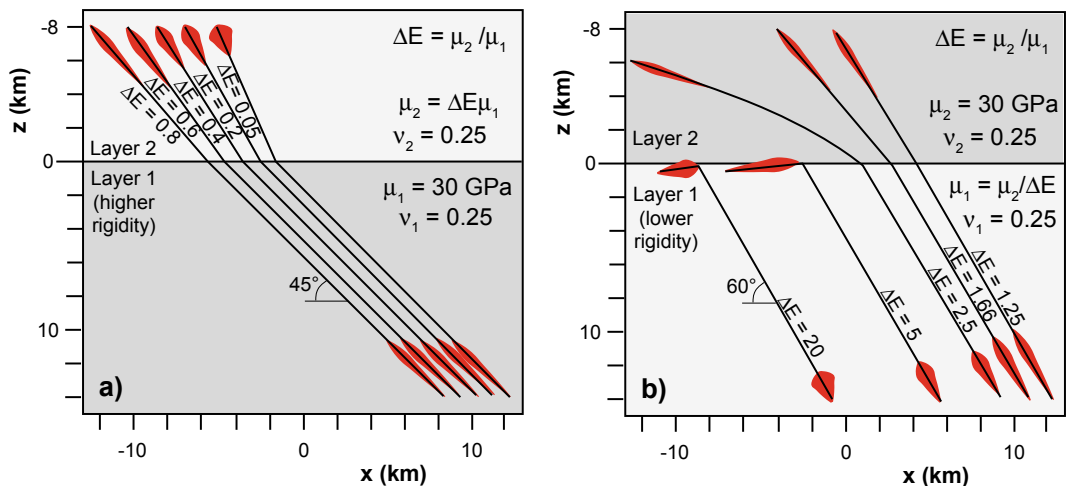 -8
0
10
z (km)
ΔE = μ₂ /μ₁
μ₂ = ΔEμ₁
ν₂ = 0.25
ΔE = 0.8
ΔE = 0.6
ΔE = 0.4
ΔE = 0.2
ΔE= 0.05
Layer 2
Layer 1
(higher
rigidity)
μ₁ = 30 GPa
ν₁ = 0.25
45°
a)
-10
0
10
x (km)
-8
0
10
z (km)
ΔE = μ₂ /μ₁
μ₂ = 30 GPa
ν₂ = 0.25
Layer 2
Layer 1
(lower
rigidity)
μ₁ = μ₂/ΔE
ν₁ = 0.25
60°
ΔE = 20
ΔE = 5
ΔE = 2.5
ΔE = 1.66
ΔE = 1.25
b)
-10
0
10
x (km)